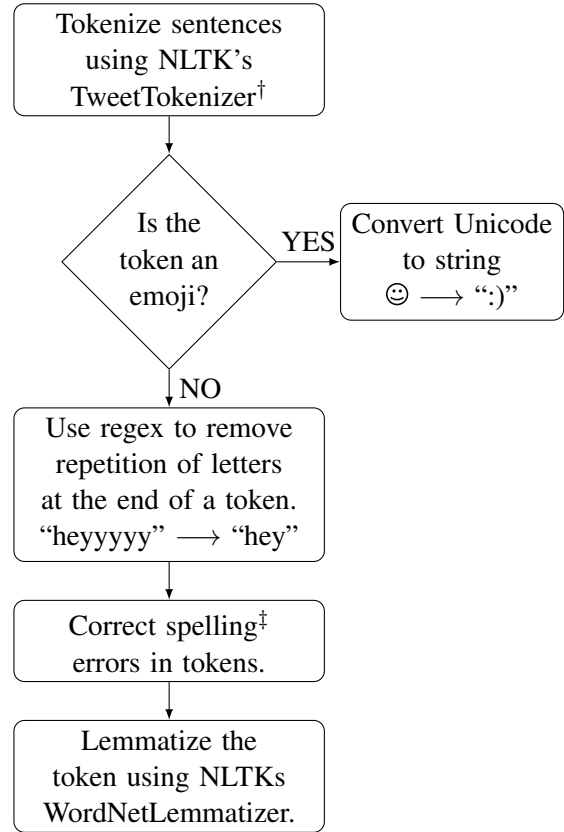 Tokenize sentences
using NLTK's
TweetTokenizer†
Is the
token an
emoji?
YES
Convert Unicode
to string
☺ ⟶ “:)”
NO
Use regex to remove
repetition of letters
at the end of a token.
“heyyyyy” ⟶ “hey”
Correct spelling‡
errors in tokens.
Lemmatize the
token using NLTKs
WordNetLemmatizer.